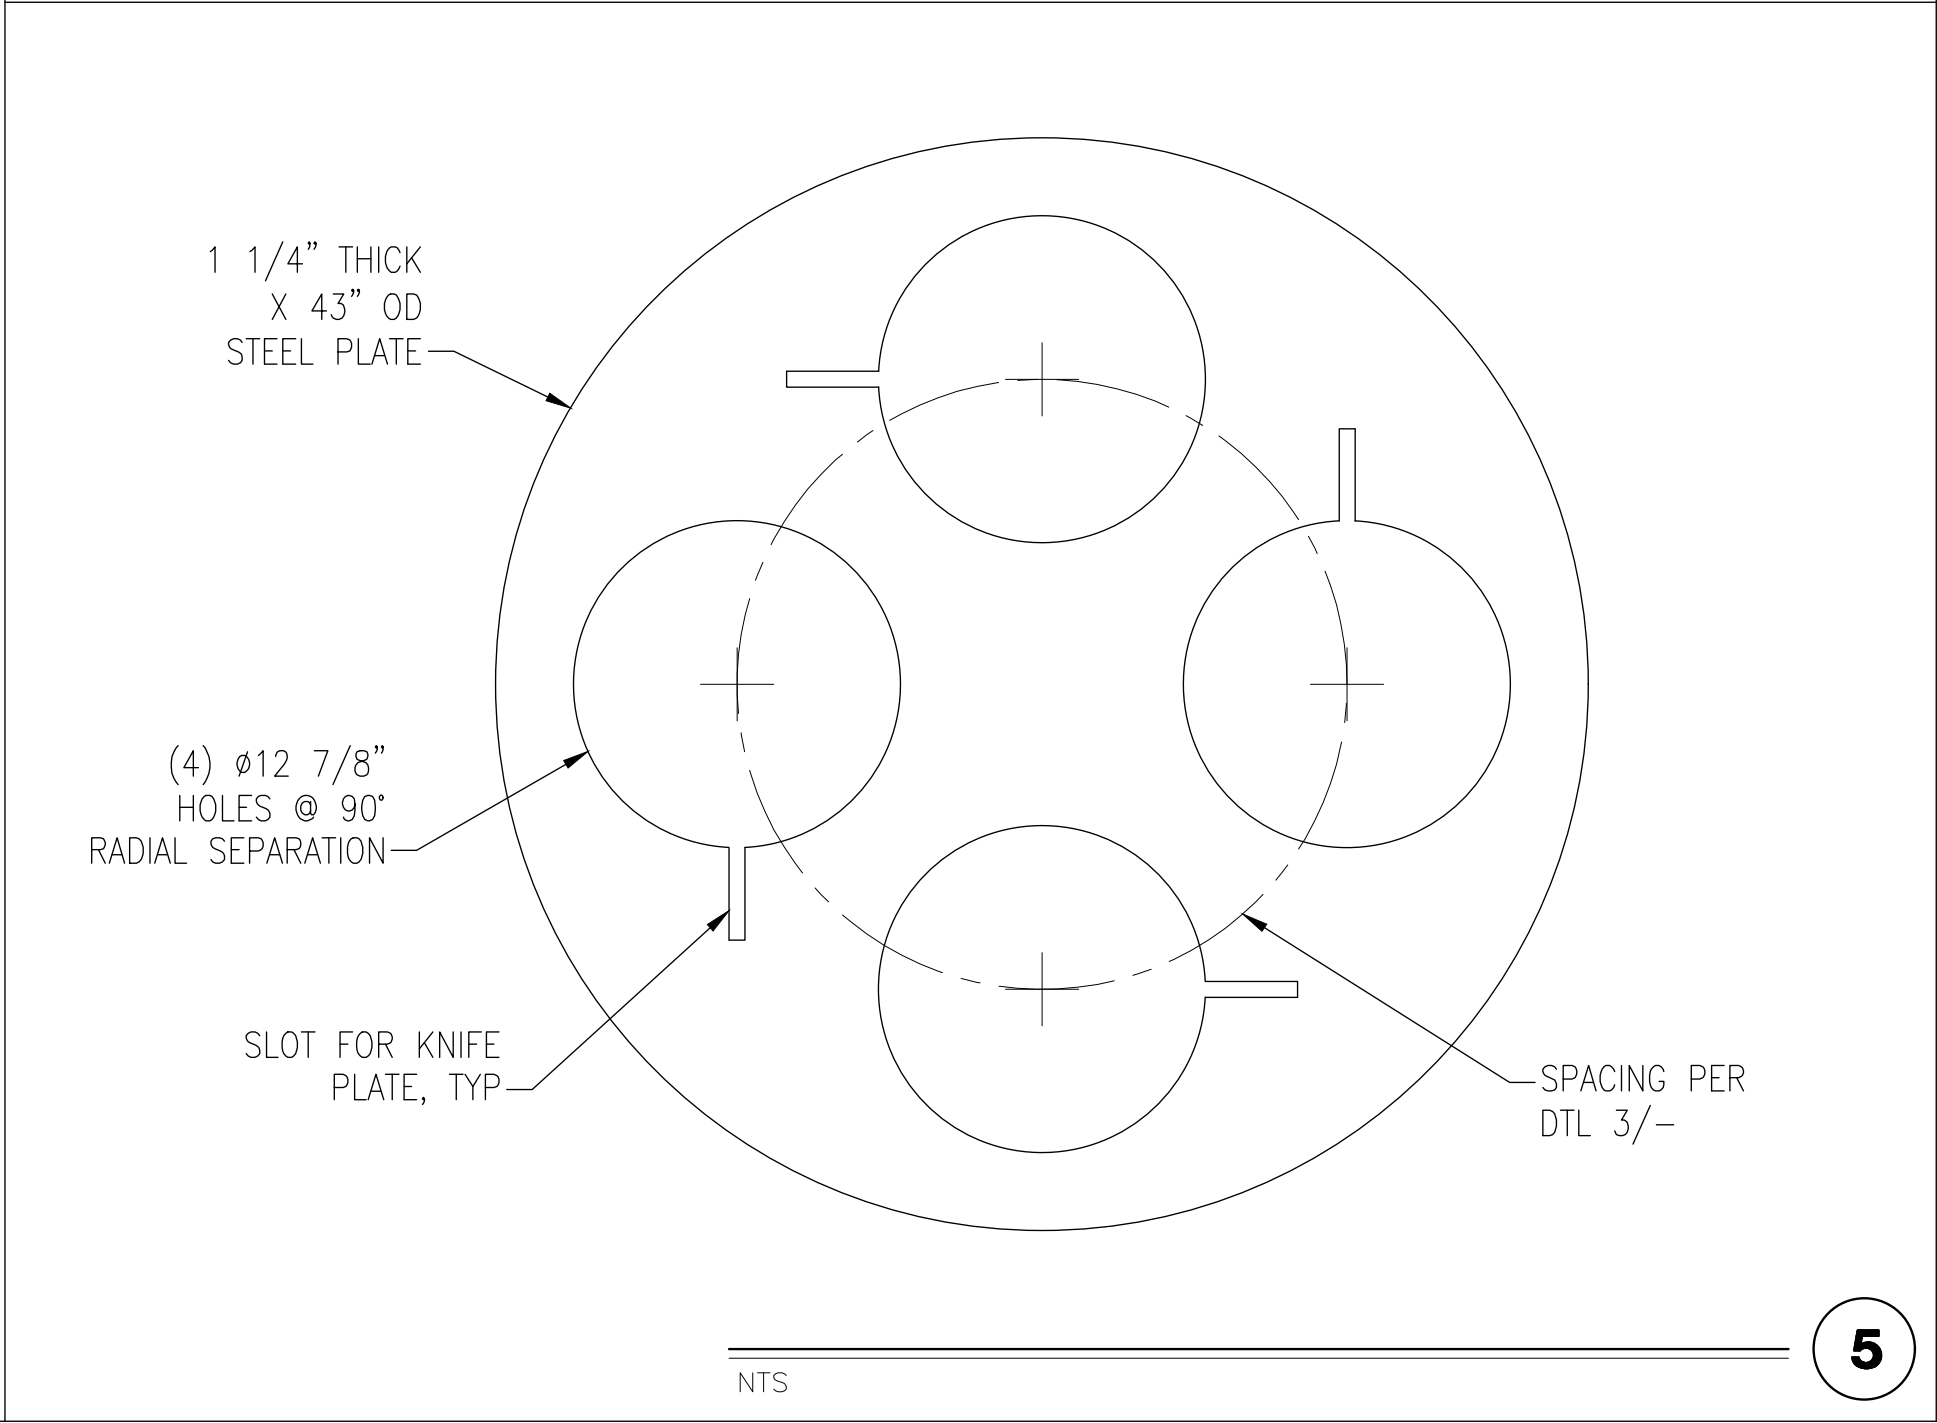 1 1/4” THICK
X 43” OD
STEEL PLATE
(4) ø12 7/8”
HOLES @ 90°
RADIAL SEPARATION
SLOT FOR KNIFE
PLATE, TYP
SPACING PER
DTL 3/–
NTS
5